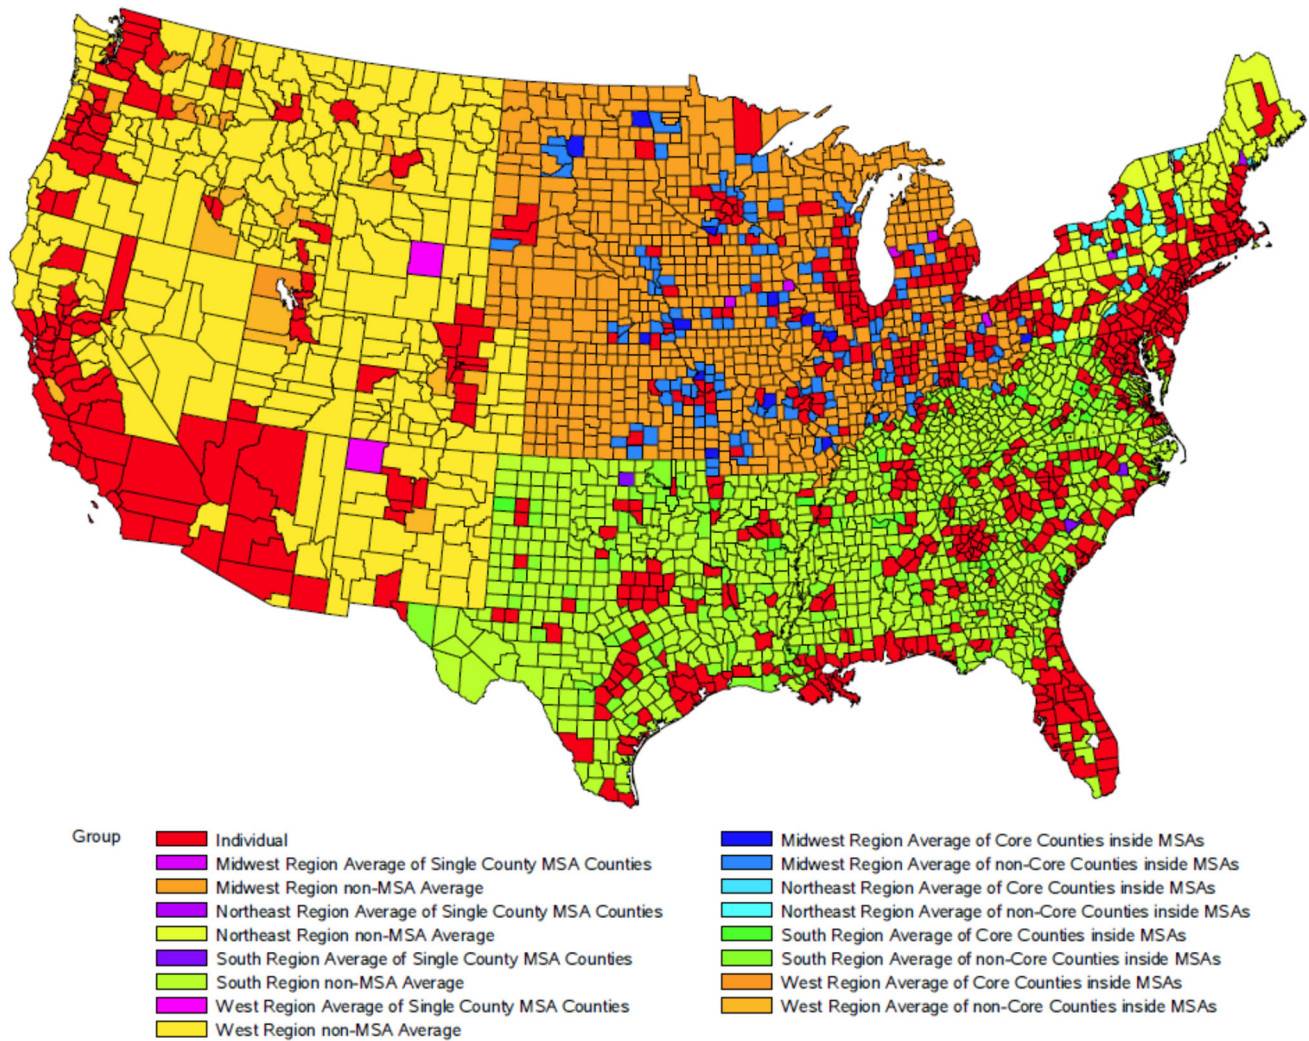 Group
Individual
Midwest Region Average of Single County MSA Counties
Midwest Region non-MSA Average
Northeast Region Average of Single County MSA Counties
Northeast Region non-MSA Average
South Region Average of Single County MSA Counties
South Region non-MSA Average
West Region Average of Single County MSA Counties
West Region non-MSA Average
Midwest Region Average of Core Counties inside MSAs
Midwest Region Average of non-Core Counties inside MSAs
Northeast Region Average of Core Counties inside MSAs
Northeast Region Average of non-Core Counties inside MSAs
South Region Average of Core Counties inside MSAs
South Region Average of non-Core Counties inside MSAs
West Region Average of Core Counties inside MSAs
West Region Average of non-Core Counties inside MSAs